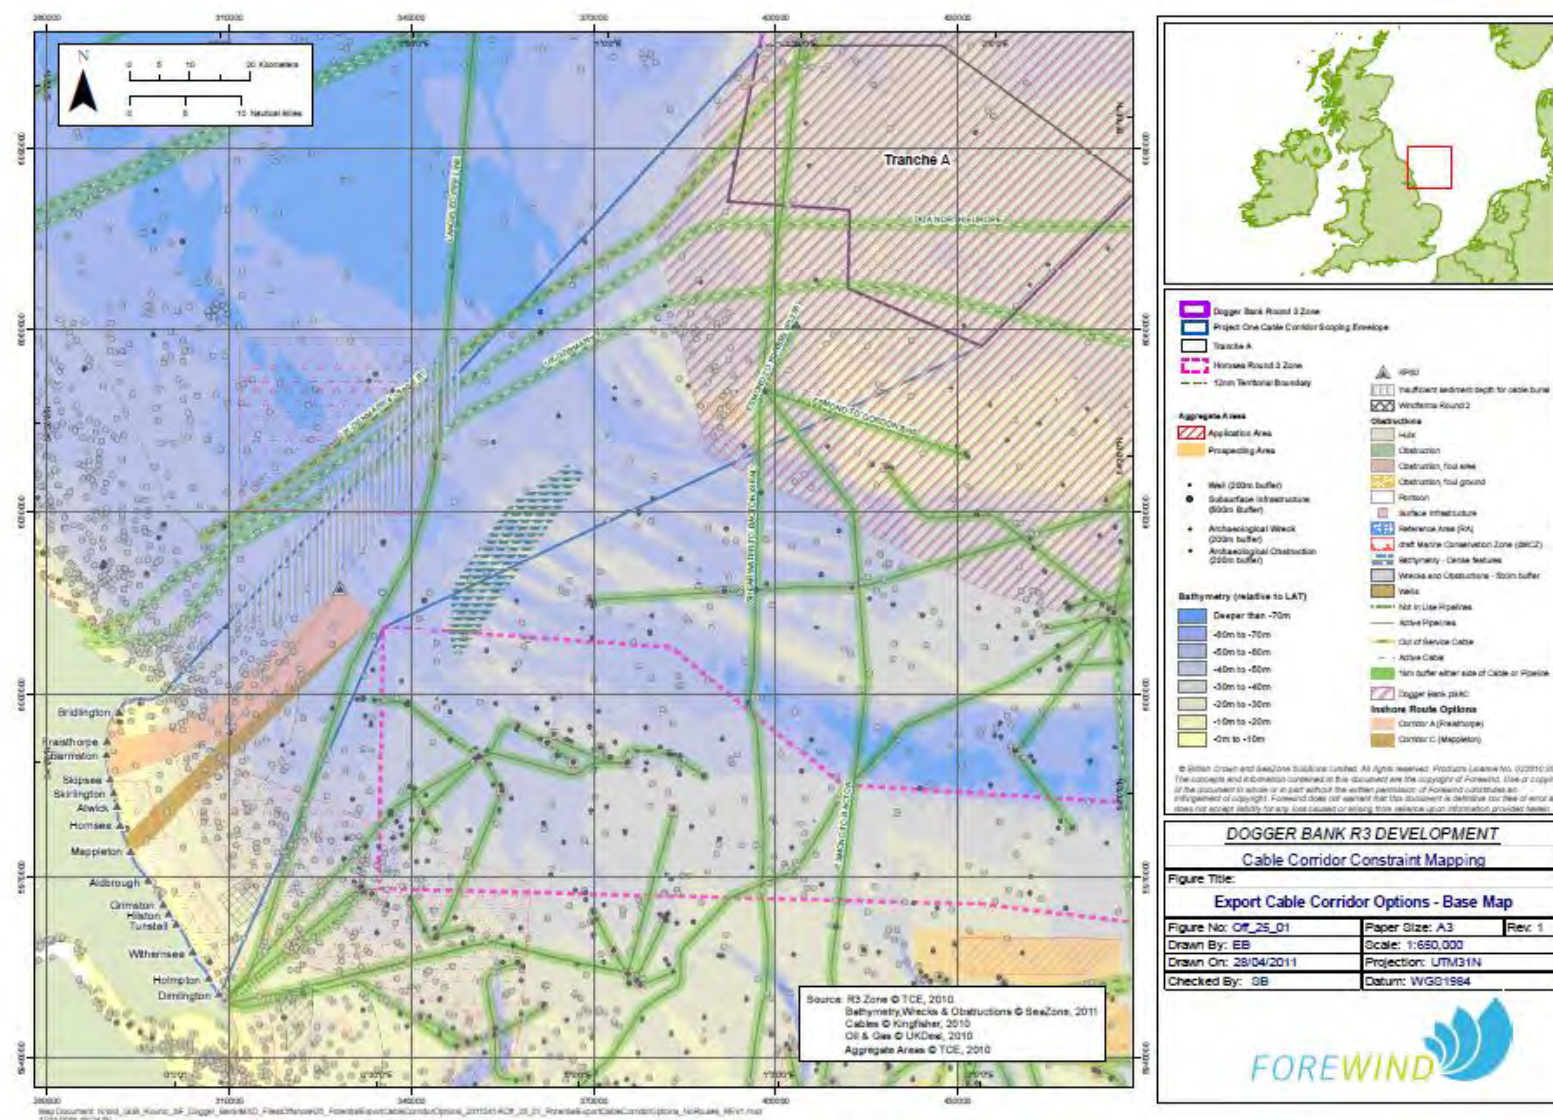 N
0 5 10 20 Kilometers
0 5 10 Nautical Miles
Tranche A
TATA NORTH EUROPE
UK-DENMARK 4
Bridlington
Fraisthorpe
Barmston
Skipsea
Skirlington
Atwick
Hornsea
Mappleton
Aldbrough
Grimston
Hilston
Tunstall
Withernsea
Holmpton
Dimlington
Source: R3 Zone © TCE, 2010.
Bathymetry,Wrecks & Obstructions © SeaZone, 2011
Cables © Kingfisher, 2010
Oil & Gas © UKDeal, 2010
Aggregate Areas © TCE, 2010
Dogger Bank Round 3 Zone
Project One Cable Corridor Scoping Envelope
Tranche A
Hornsea Round 3 Zone
12nm Territorial Boundary
Aggregate Areas
Application Area
Prospecting Area
Well (200m buffer)
Subsurface Infrastructure
(500m Buffer)
Archaeological Wreck
(200m buffer)
Archaeological Obstruction
(200m buffer)
Bathymetry (relative to LAT)
Deeper than -70m
-60m to -70m
-50m to -60m
-40m to -50m
-30m to -40m
-20m to -30m
-10m to -20m
-0m to -10m
Insufficient sediment depth for cable burial
Windfarms Round 2
Obstructions
Hulk
Obstruction
Obstruction, foul area
Obstruction, foul ground
Pontoon
Surface Infrastructure
Reference Area (RA)
draft Marine Conservation Zone (dMCZ)
Bathymetry - Dense features
Wrecks and Obstructions - 500m buffer
Wells
Not in Use Pipelines
Active Pipelines
Out of Service Cable
Active Cable
1km buffer either side of Cable or Pipeline
Dogger Bank pSAC
Inshore Route Options
Corridor A (Fraisthorpe)
Corridor C (Mappleton)
DOGGER BANK R3 DEVELOPMENT
Cable Corridor Constraint Mapping
Figure Title:
Export Cable Corridor Options - Base Map
Figure No: Off_25_01 Paper Size: A3 Rev: 1
Drawn By: EB Scale: 1:650,000
Drawn On: 28/04/2011 Projection: UTM31N
Checked By: SB Datum: WGS1984
FOREWIND